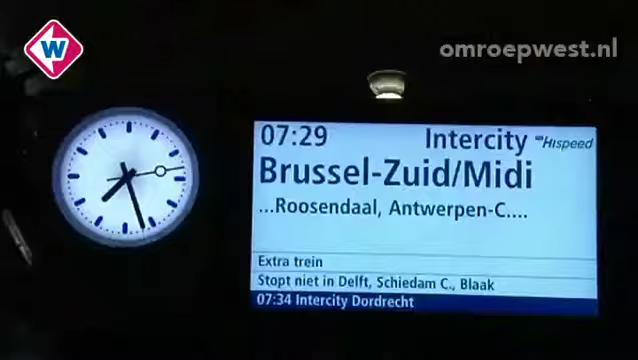 W
omroepwest.nl
07:29 Intercity Hispeed
Brussel-Zuid/Midi
...Roosendaal, Antwerpen-C....
Extra trein
Stopt niet in Delft, Schiedam C., Blaak
07:34 Intercity Dordrecht